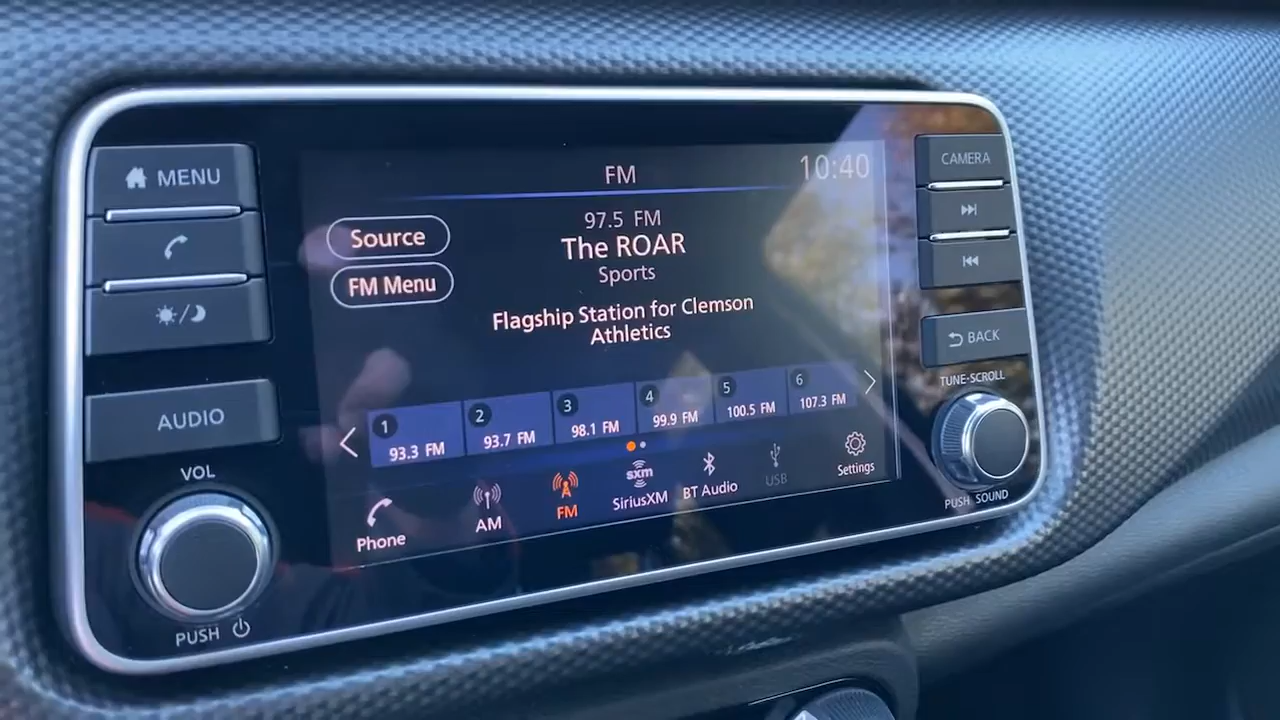 MENU
AUDIO
VOL
PUSH
FM
10:40
Source
FM Menu
97.5 FM
The ROAR
Sports
Flagship Station for Clemson
Athletics
1
93.3 FM
2
93.7 FM
3
98.1 FM
4
99.9 FM
5
100.5 FM
6
107.3 FM
Phone
AM
FM
sxm
SiriusXM
BT Audio
USB
Settings
CAMERA
BACK
TUNE·SCROLL
PUSH SOUND